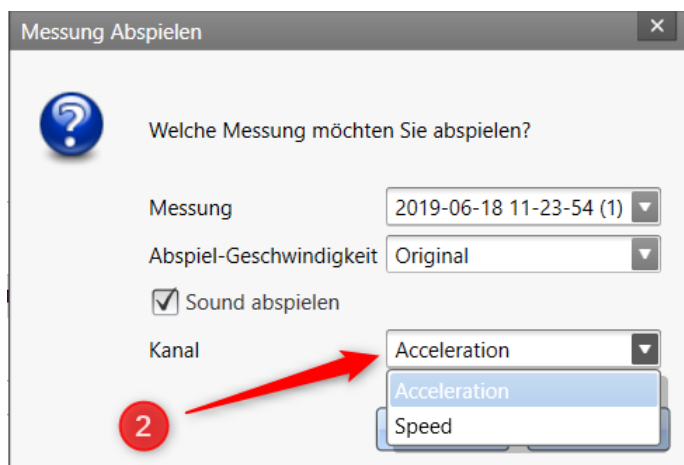 Messung Abspielen
Welche Messung möchten Sie abspielen?
Messung 2019-06-18 11-23-54 (1)
Abspiel-Geschwindigkeit Original
Sound abspielen
Kanal Acceleration
Acceleration
2 Speed